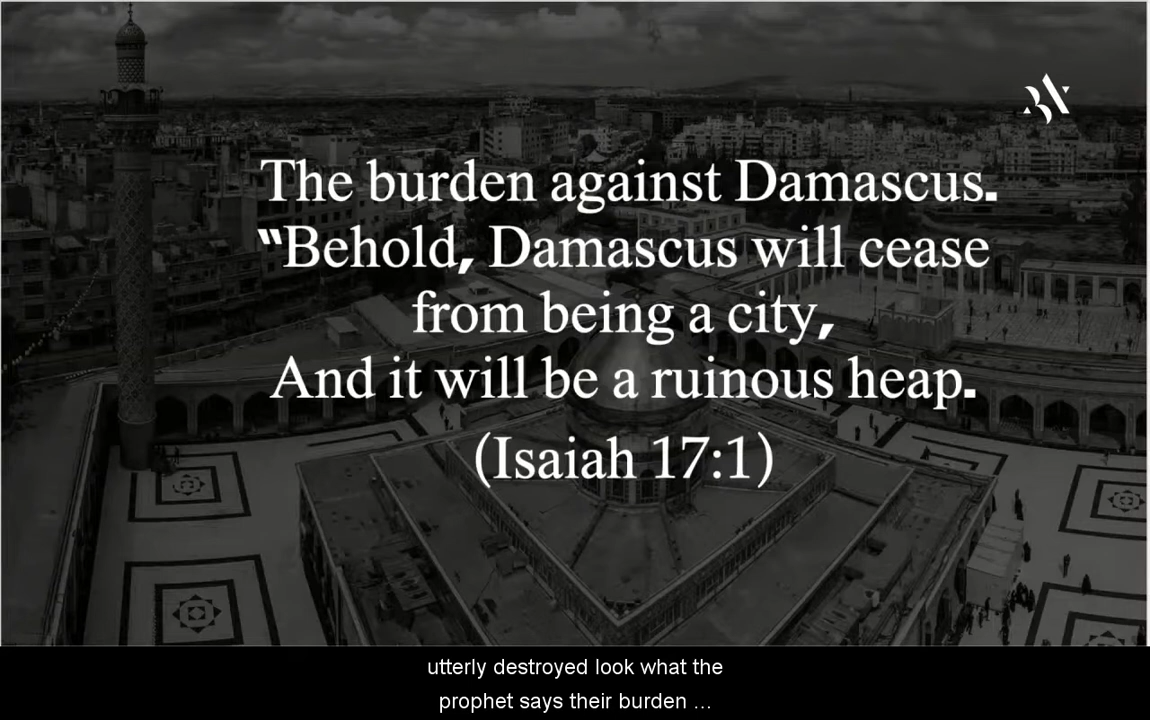 The burden against Damascus.
“Behold, Damascus will cease
from being a city,
And it will be a ruinous heap.
(Isaiah 17:1)
utterly destroyed look what the
prophet says their burden ...